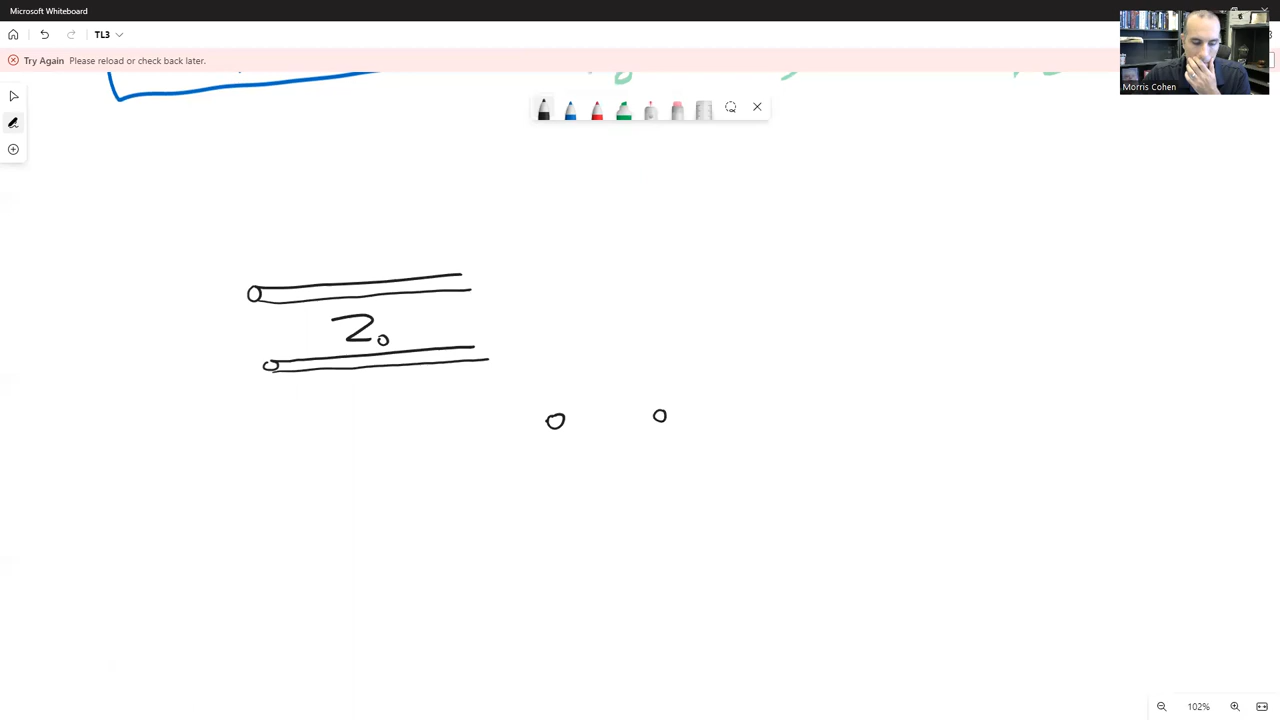 Microsoft Whiteboard
TL3
Try Again Please reload or check back later.
Morris Cohen
Z₀
102%